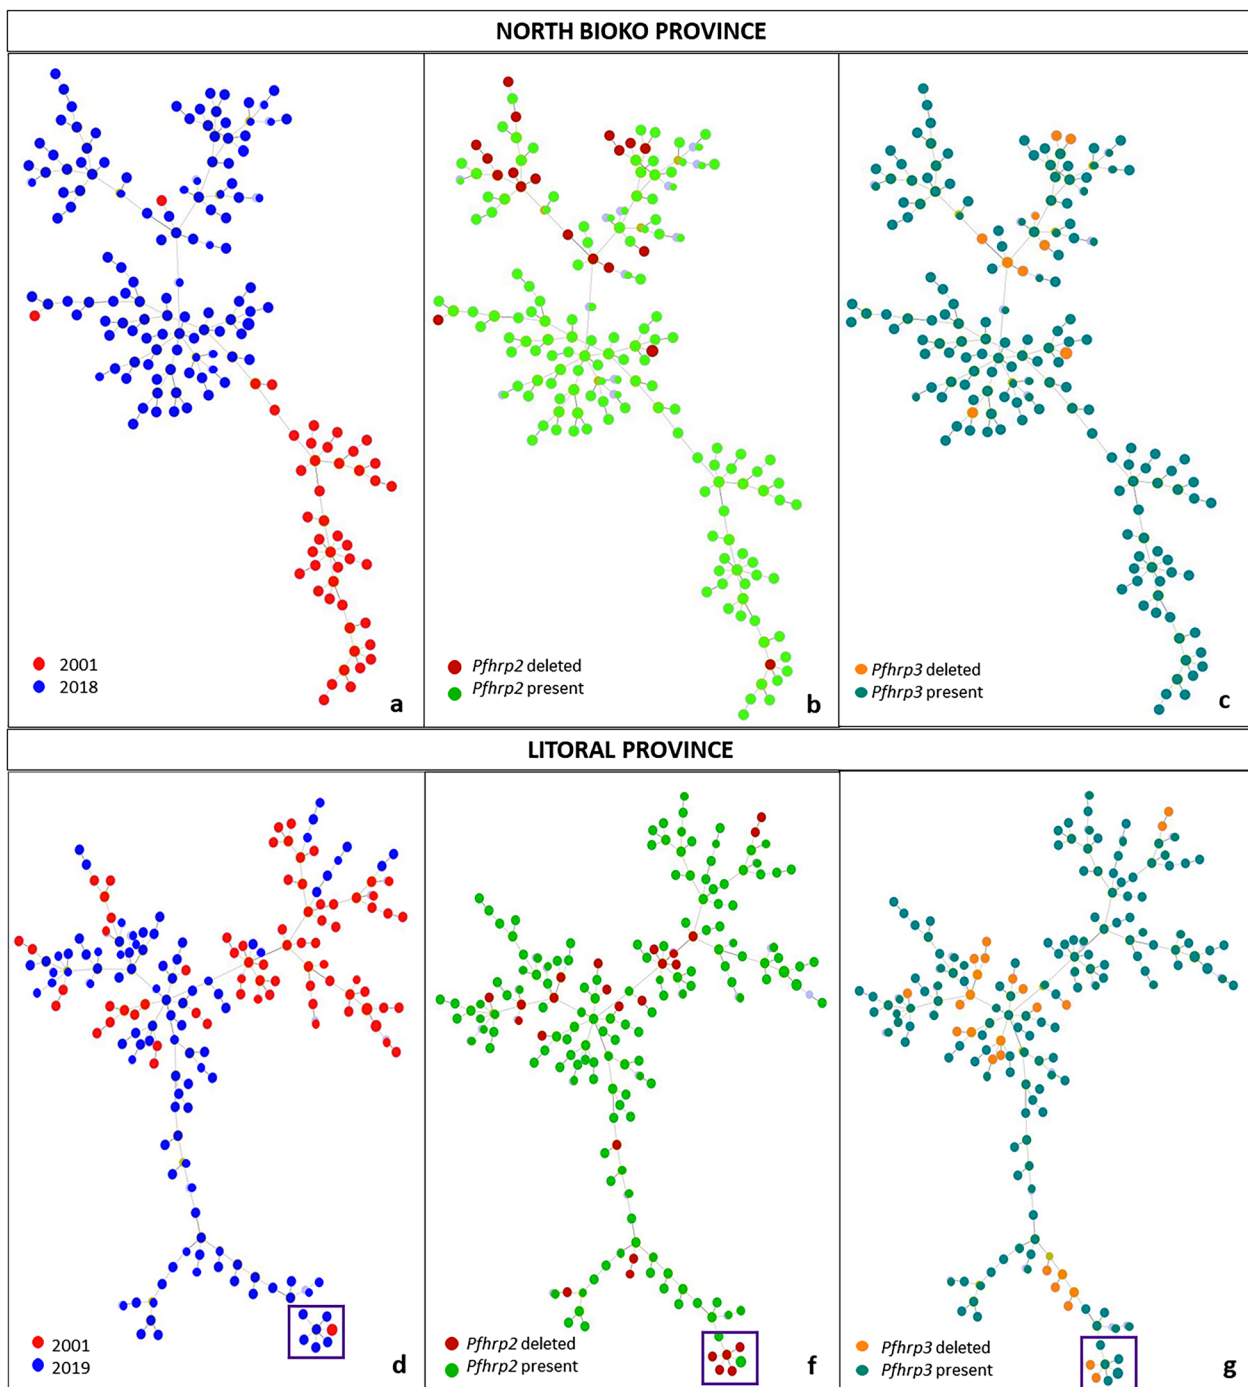 NORTH BIOKO PROVINCE
2001
2018
a
Pfhrp2 deleted
Pfhrp2 present
b
Pfhrp3 deleted
Pfhrp3 present
c
LITORAL PROVINCE
2001
2019
d
Pfhrp2 deleted
Pfhrp2 present
f
Pfhrp3 deleted
Pfhrp3 present
g